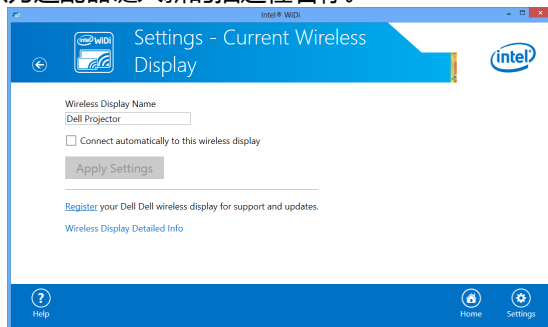 Intel® WiDi
intel WiDi
Settings - Current Wireless
Display
intel
Wireless Display Name
Dell Projector
Connect automatically to this wireless display
Apply Settings
Register your Dell Dell wireless display for support and updates.
Wireless Display Detailed Info
?
Help
Home
Settings